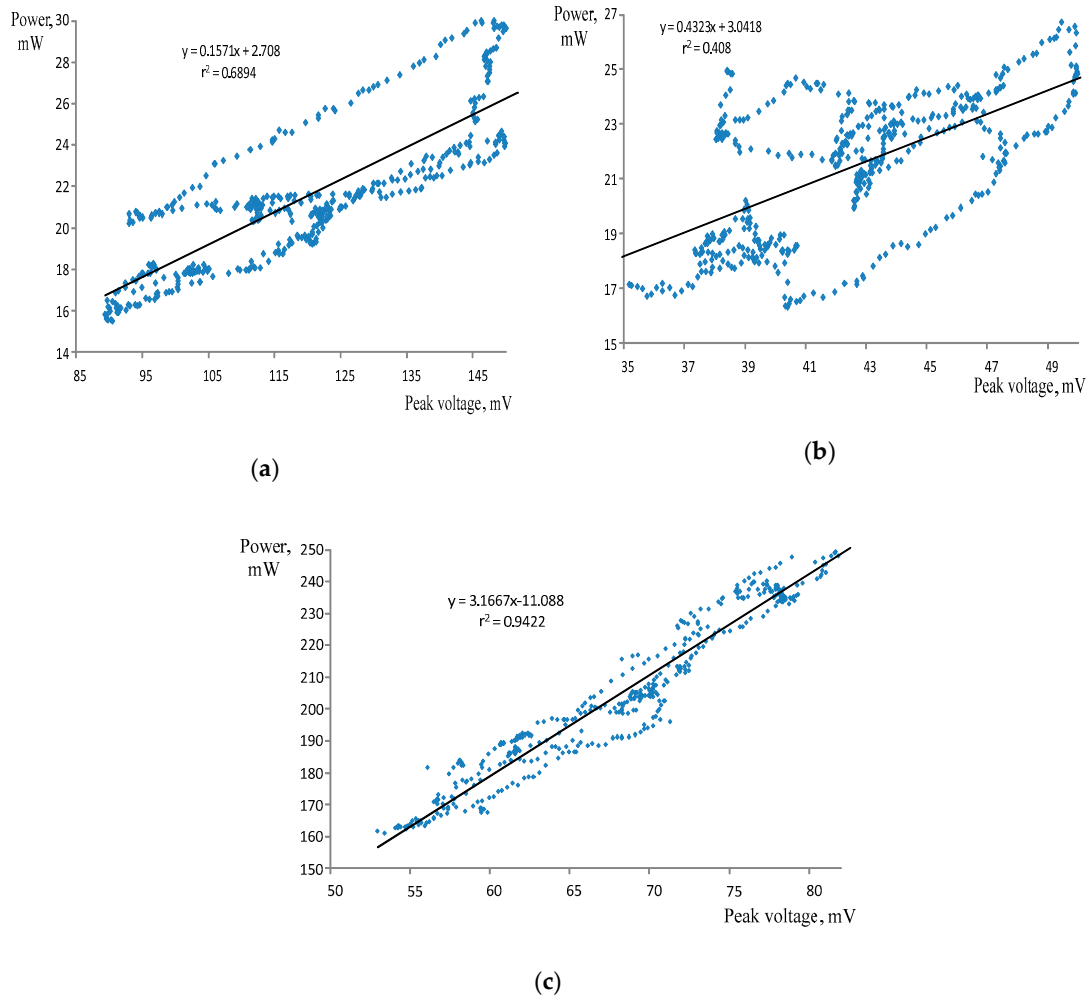 Power,
mW
30
28
26
24
22
20
18
16
14
y = 0.1571x + 2.708
r² = 0.6894
85 95 105 115 125 135 145
Peak voltage, mV
(a)
Power,
mW
27
25
23
21
19
17
15
y = 0.4323x + 3.0418
r² = 0.408
35 37 39 41 43 45 47 49
Peak voltage, mV
(b)
Power,
mW
250
240
230
220
210
200
190
180
170
160
150
y = 3.1667x-11.088
r² = 0.9422
50 55 60 65 70 75 80
Peak voltage, mV
(c)